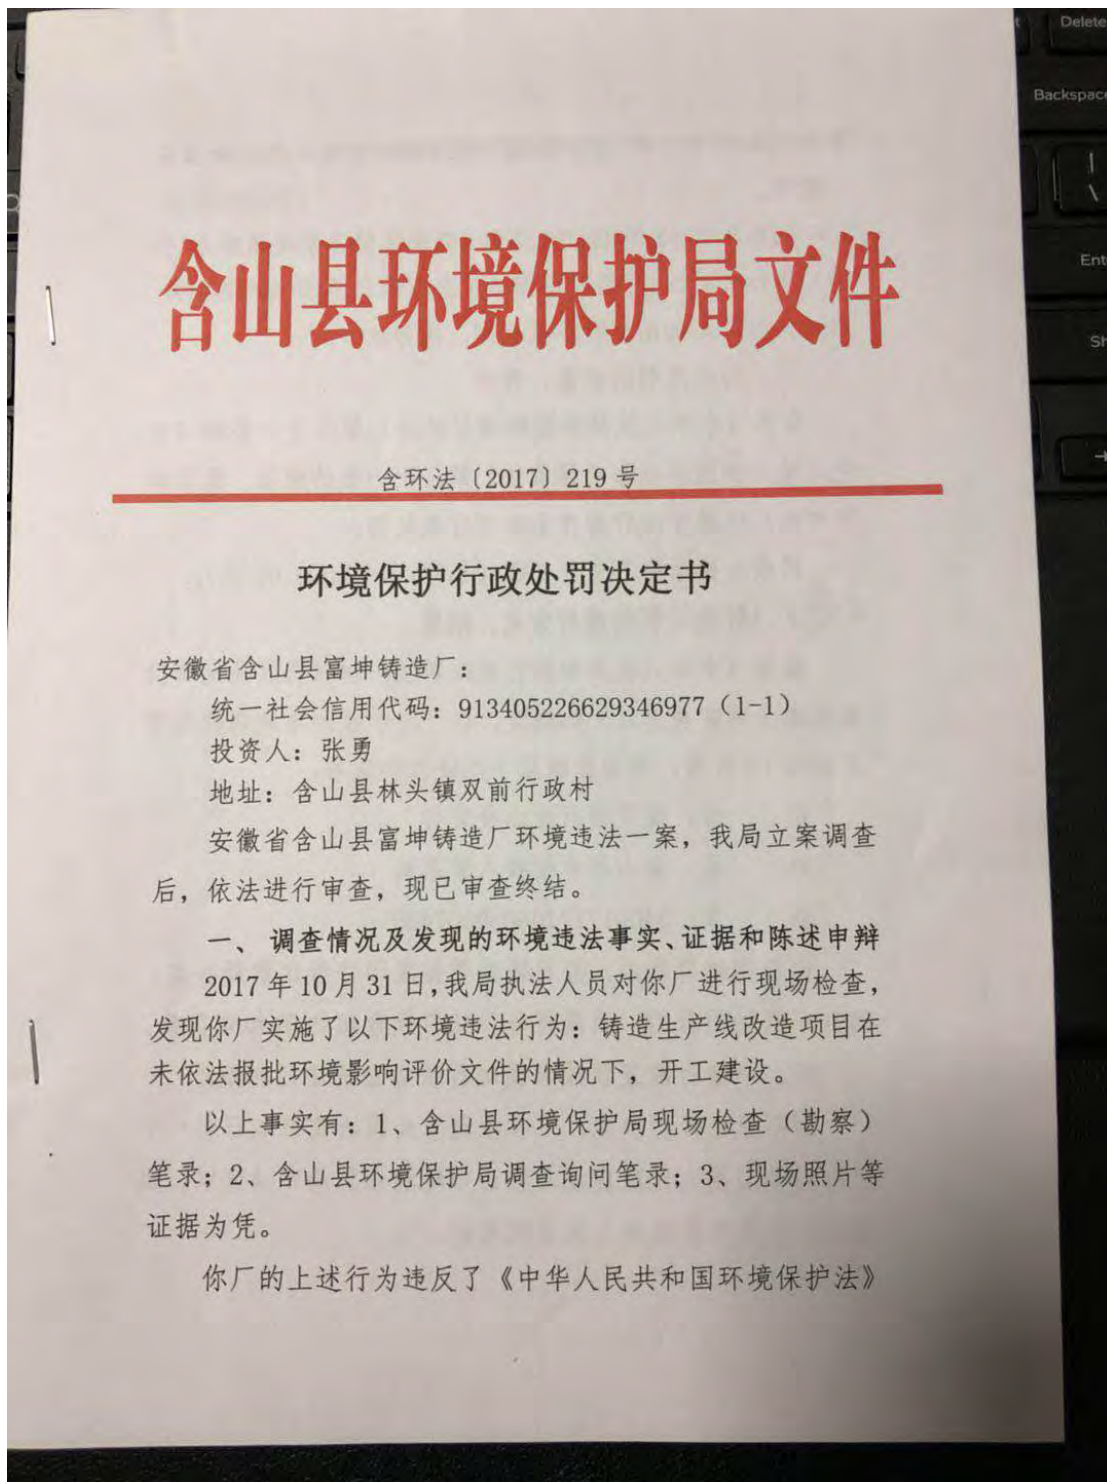 Delete
Backspace
含山县环境保护局文件
Ent
Sh
含环法〔2017〕219 号
环境保护行政处罚决定书
安徽省含山县富坤铸造厂：
统一社会信用代码：913405226629346977（1-1）
投资人：张勇
地址：含山县林头镇双前行政村
安徽省含山县富坤铸造厂环境违法一案，我局立案调查
后，依法进行审查，现已审查终结。
一、 调查情况及发现的环境违法事实、证据和陈述申辩
2017 年 10 月 31 日，我局执法人员对你厂进行现场检查，
发现你厂实施了以下环境违法行为：铸造生产线改造项目在
未依法报批环境影响评价文件的情况下，开工建设。
以上事实有：1、含山县环境保护局现场检查（勘察）
笔录；2、含山县环境保护局调查询问笔录；3、现场照片等
证据为凭。
你厂的上述行为违反了《中华人民共和国环境保护法》